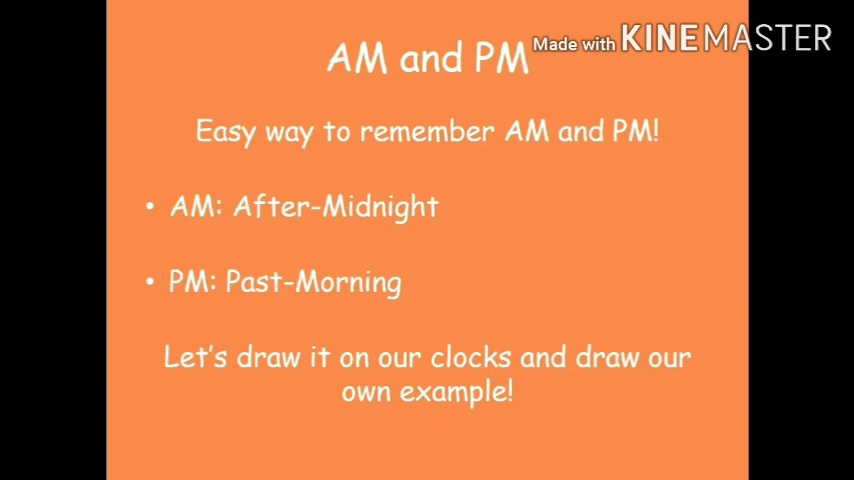 Made with KINEMASTER
AM and PM
Easy way to remember AM and PM!
• AM: After-Midnight
• PM: Past-Morning
Let's draw it on our clocks and draw our
own example!